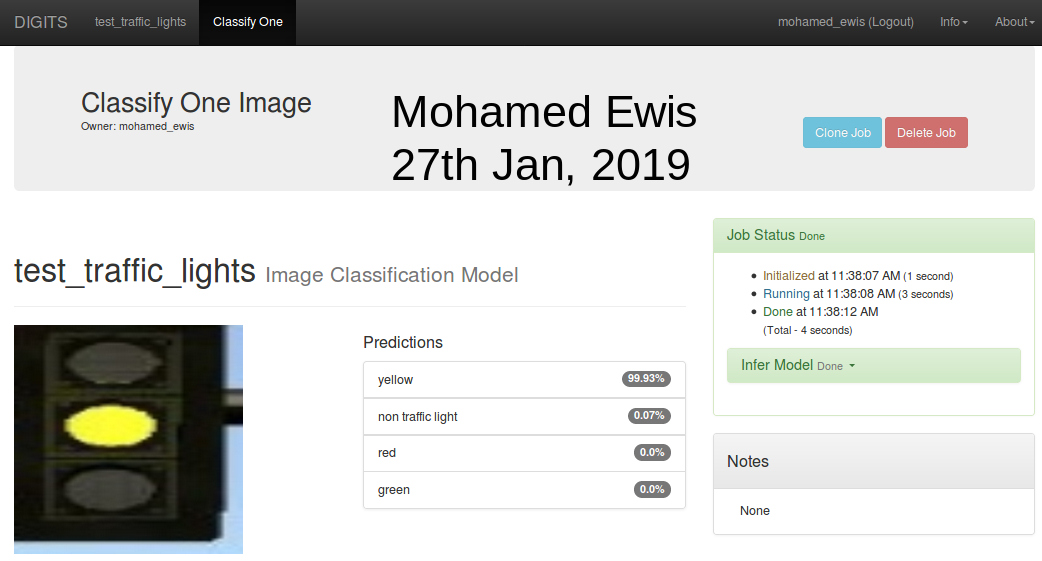 DIGITS test_traffic_lights Classify One mohamed_ewis (Logout) Info About
Classify One Image
Owner: mohamed_ewis
Mohamed Ewis
27th Jan, 2019
Clone Job Delete Job
test_traffic_lights Image Classification Model
Predictions
yellow 99.93%
non traffic light 0.07%
red 0.0%
green 0.0%
Job Status Done
Initialized at 11:38:07 AM (1 second)
Running at 11:38:08 AM (3 seconds)
Done at 11:38:12 AM
(Total - 4 seconds)
Infer Model Done
Notes
None